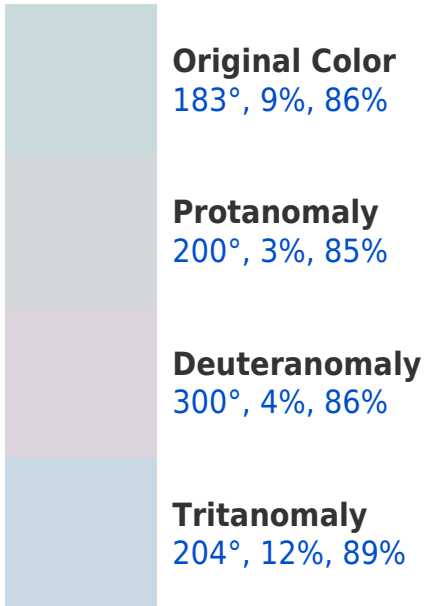 Original Color
183°, 9%, 86%
Protanomaly
200°, 3%, 85%
Deuteranomaly
300°, 4%, 86%
Tritanomaly
204°, 12%, 89%